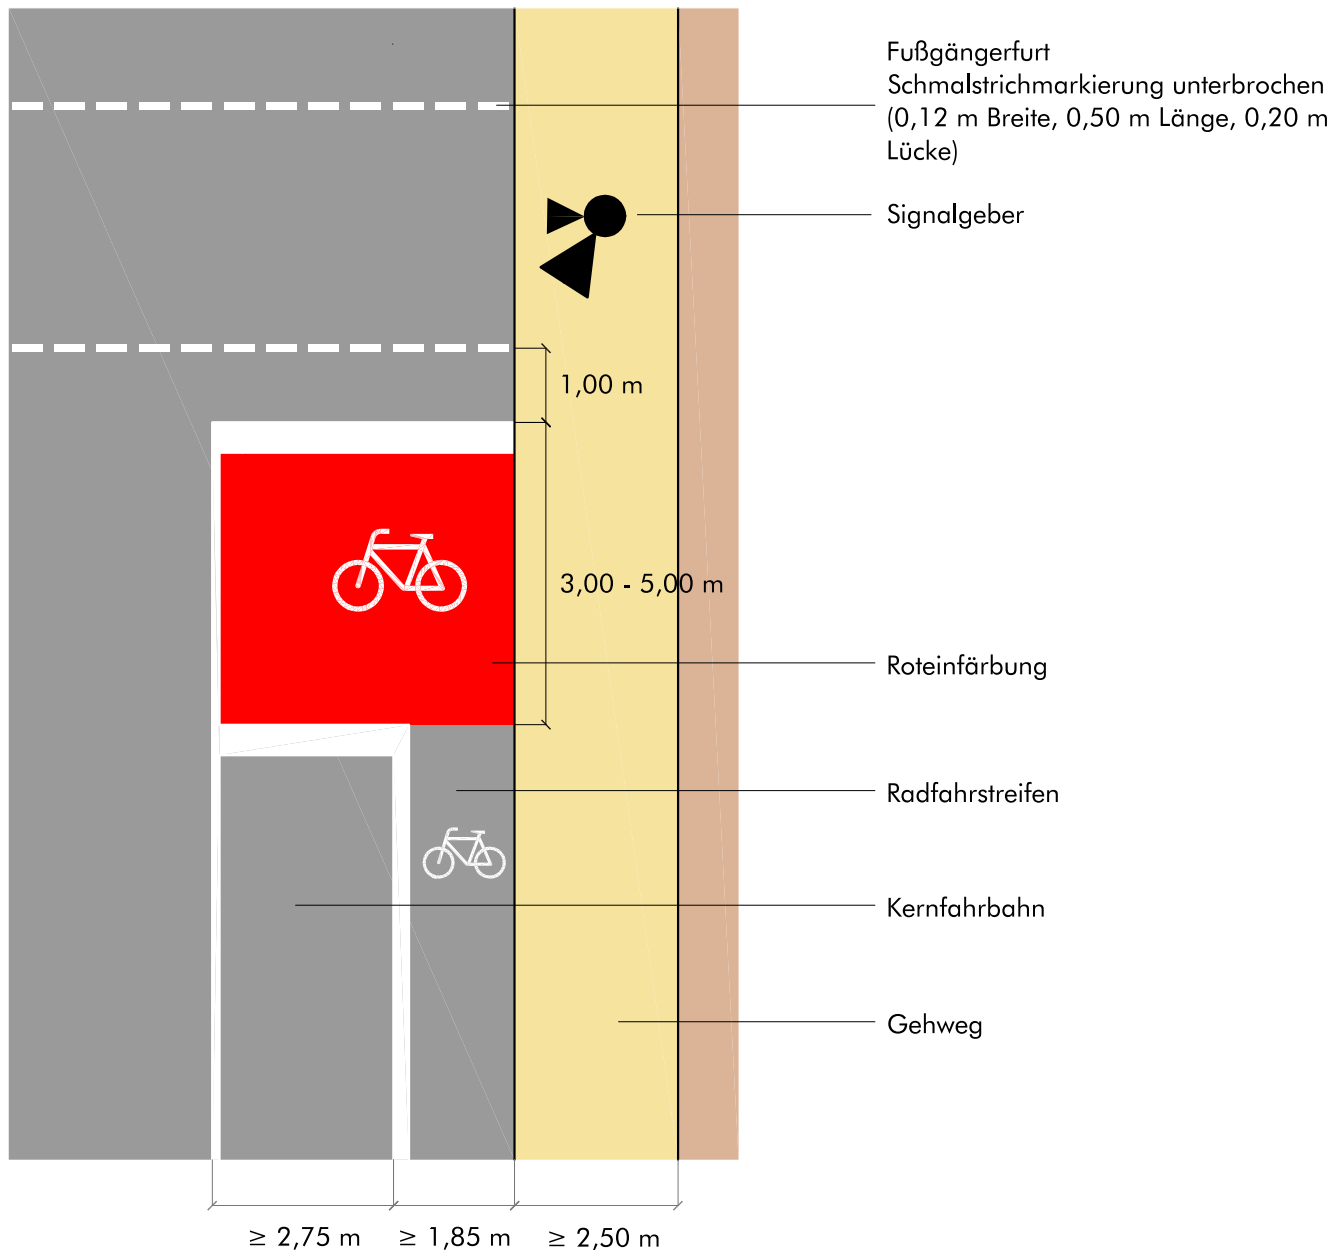 Fußgängerfurt
Schmalstrichmarkierung unterbrochen
(0,12 m Breite, 0,50 m Länge, 0,20 m
Lücke)
Signalgeber
1,00 m
3,00 - 5,00 m
Roteinfärbung
Radfahrstreifen
Kernfahrbahn
Gehweg
≥ 2,75 m
≥ 1,85 m
≥ 2,50 m